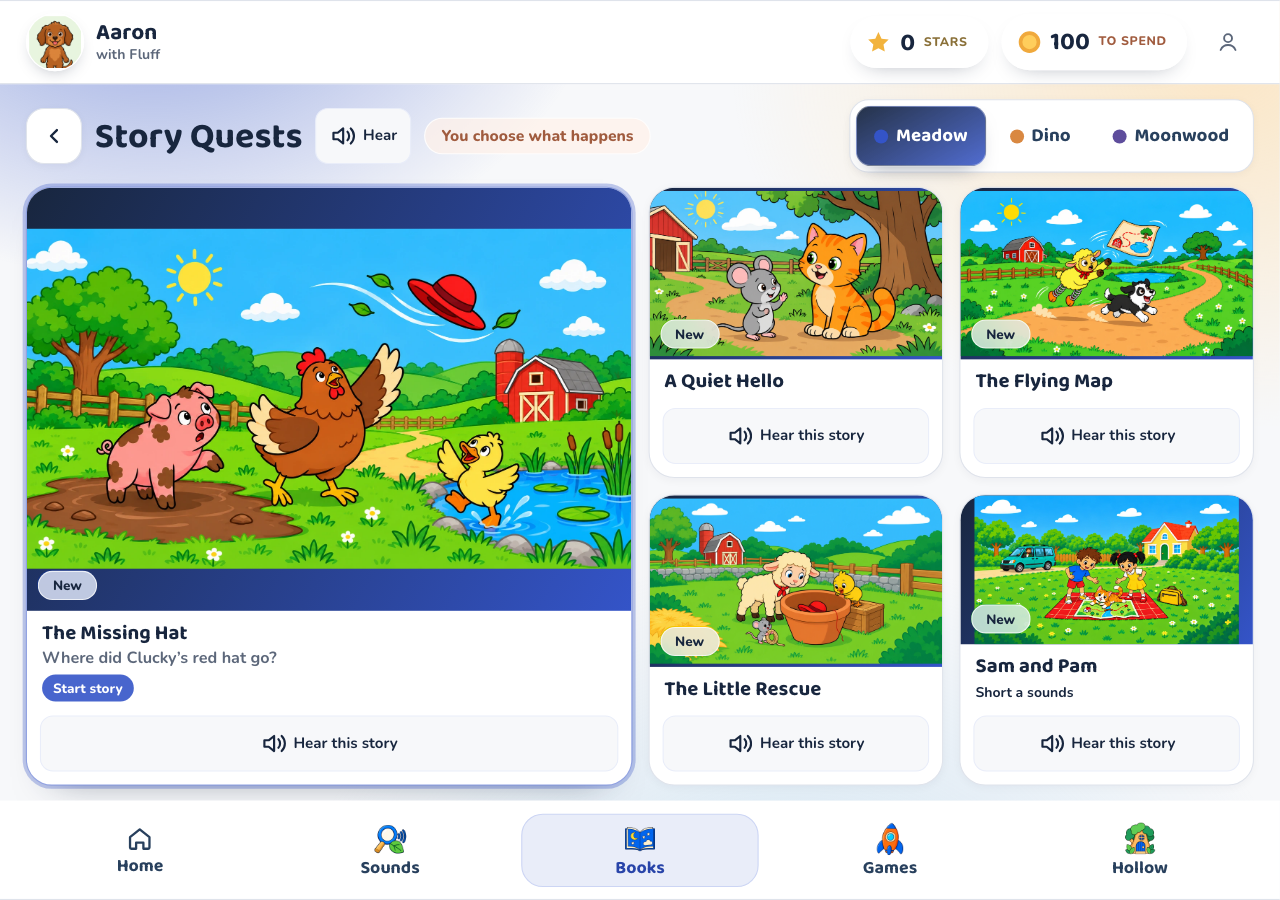 Aaron
with Fluff
0 STARS
100 TO SPEND
Story Quests
Hear
You choose what happens
Meadow
Dino
Moonwood
New
The Missing Hat
Where did Clucky’s red hat go?
Start story
Hear this story
New
A Quiet Hello
Hear this story
New
The Flying Map
Hear this story
New
The Little Rescue
Hear this story
New
Sam and Pam
Short a sounds
Hear this story
Home
Sounds
Books
Games
Hollow